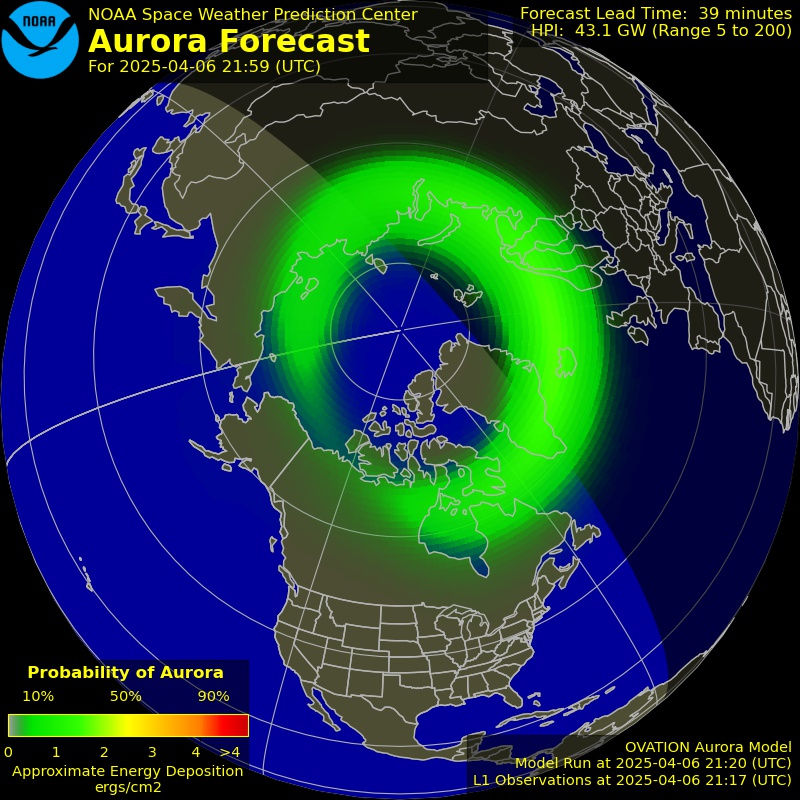 NOAA
NOAA Space Weather Prediction Center
Aurora Forecast
For 2025-04-06 21:59 (UTC)
Forecast Lead Time: 39 minutes
HPI: 43.1 GW (Range 5 to 200)
Probability of Aurora
10% 50% 90%
0 1 2 3 4 >4
Approximate Energy Deposition
ergs/cm2
OVATION Aurora Model
Model Run at 2025-04-06 21:20 (UTC)
L1 Observations at 2025-04-06 21:17 (UTC)